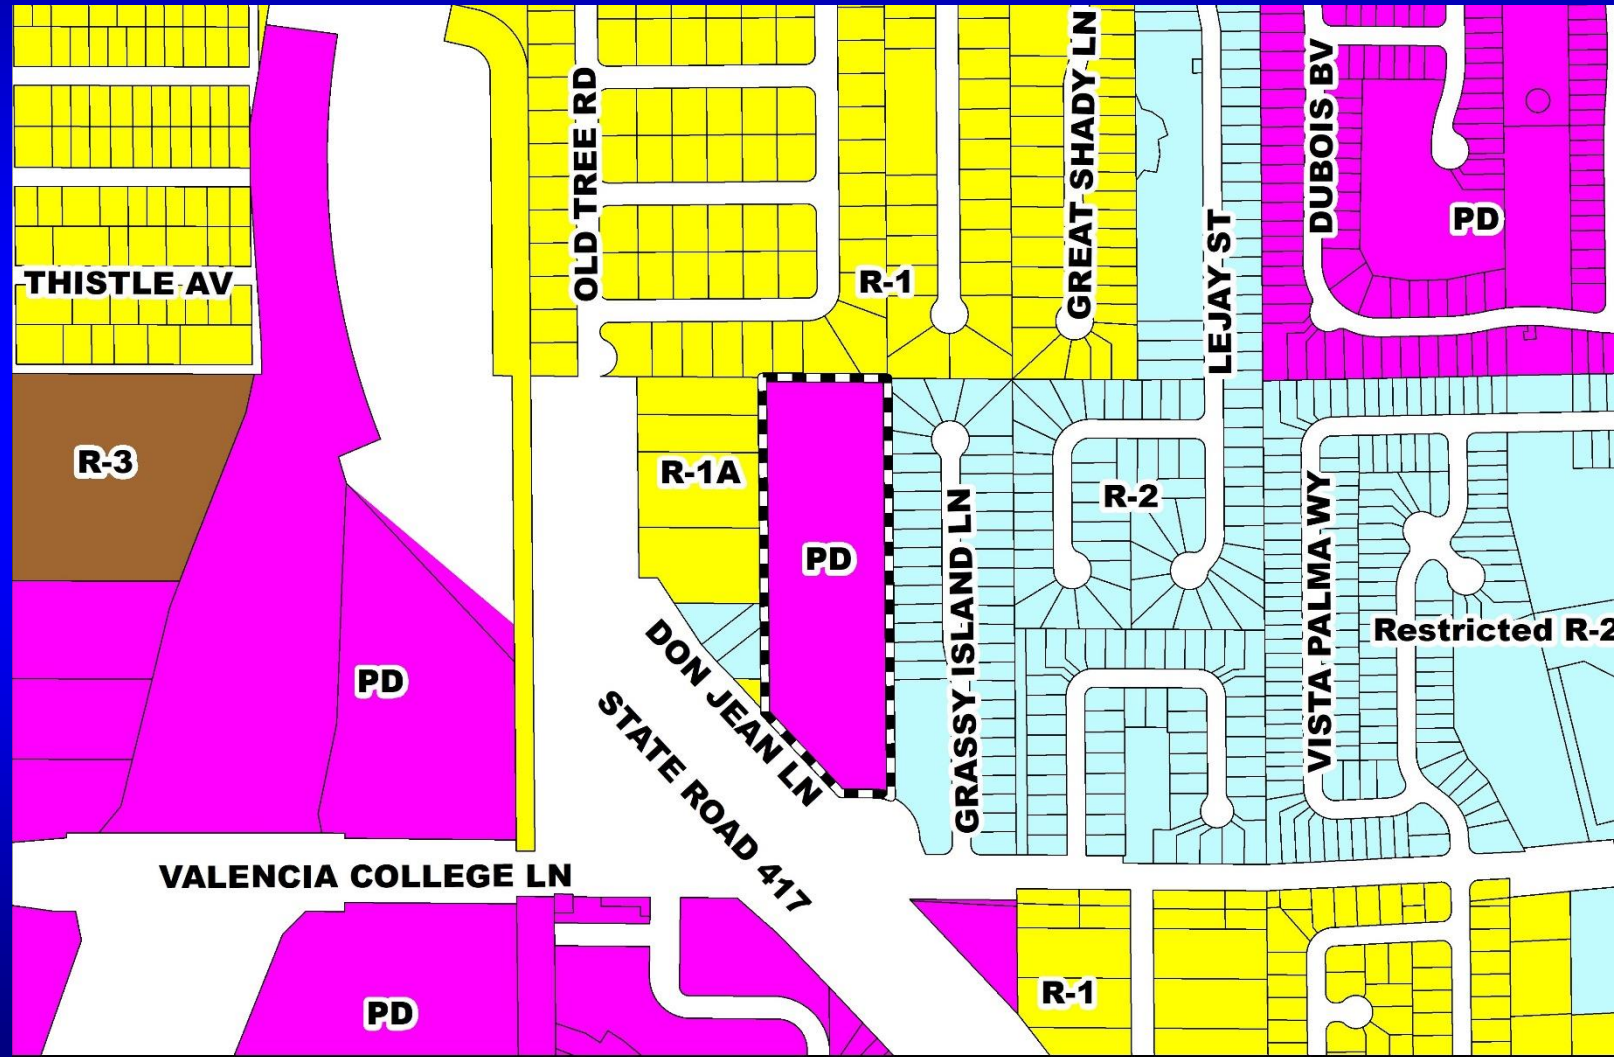 OLD TREE RD
GREAT SHADY LN
DUBOIS BV
PD
LEJAY ST
THISTLE AV
R-1
R-3
R-1A
R-2
PD
GRASSY ISLAND LN
VISTA PALMA WY
Restricted R-2
DON JEAN LN
PD
STATE ROAD 417
VALENCIA COLLEGE LN
R-1
PD